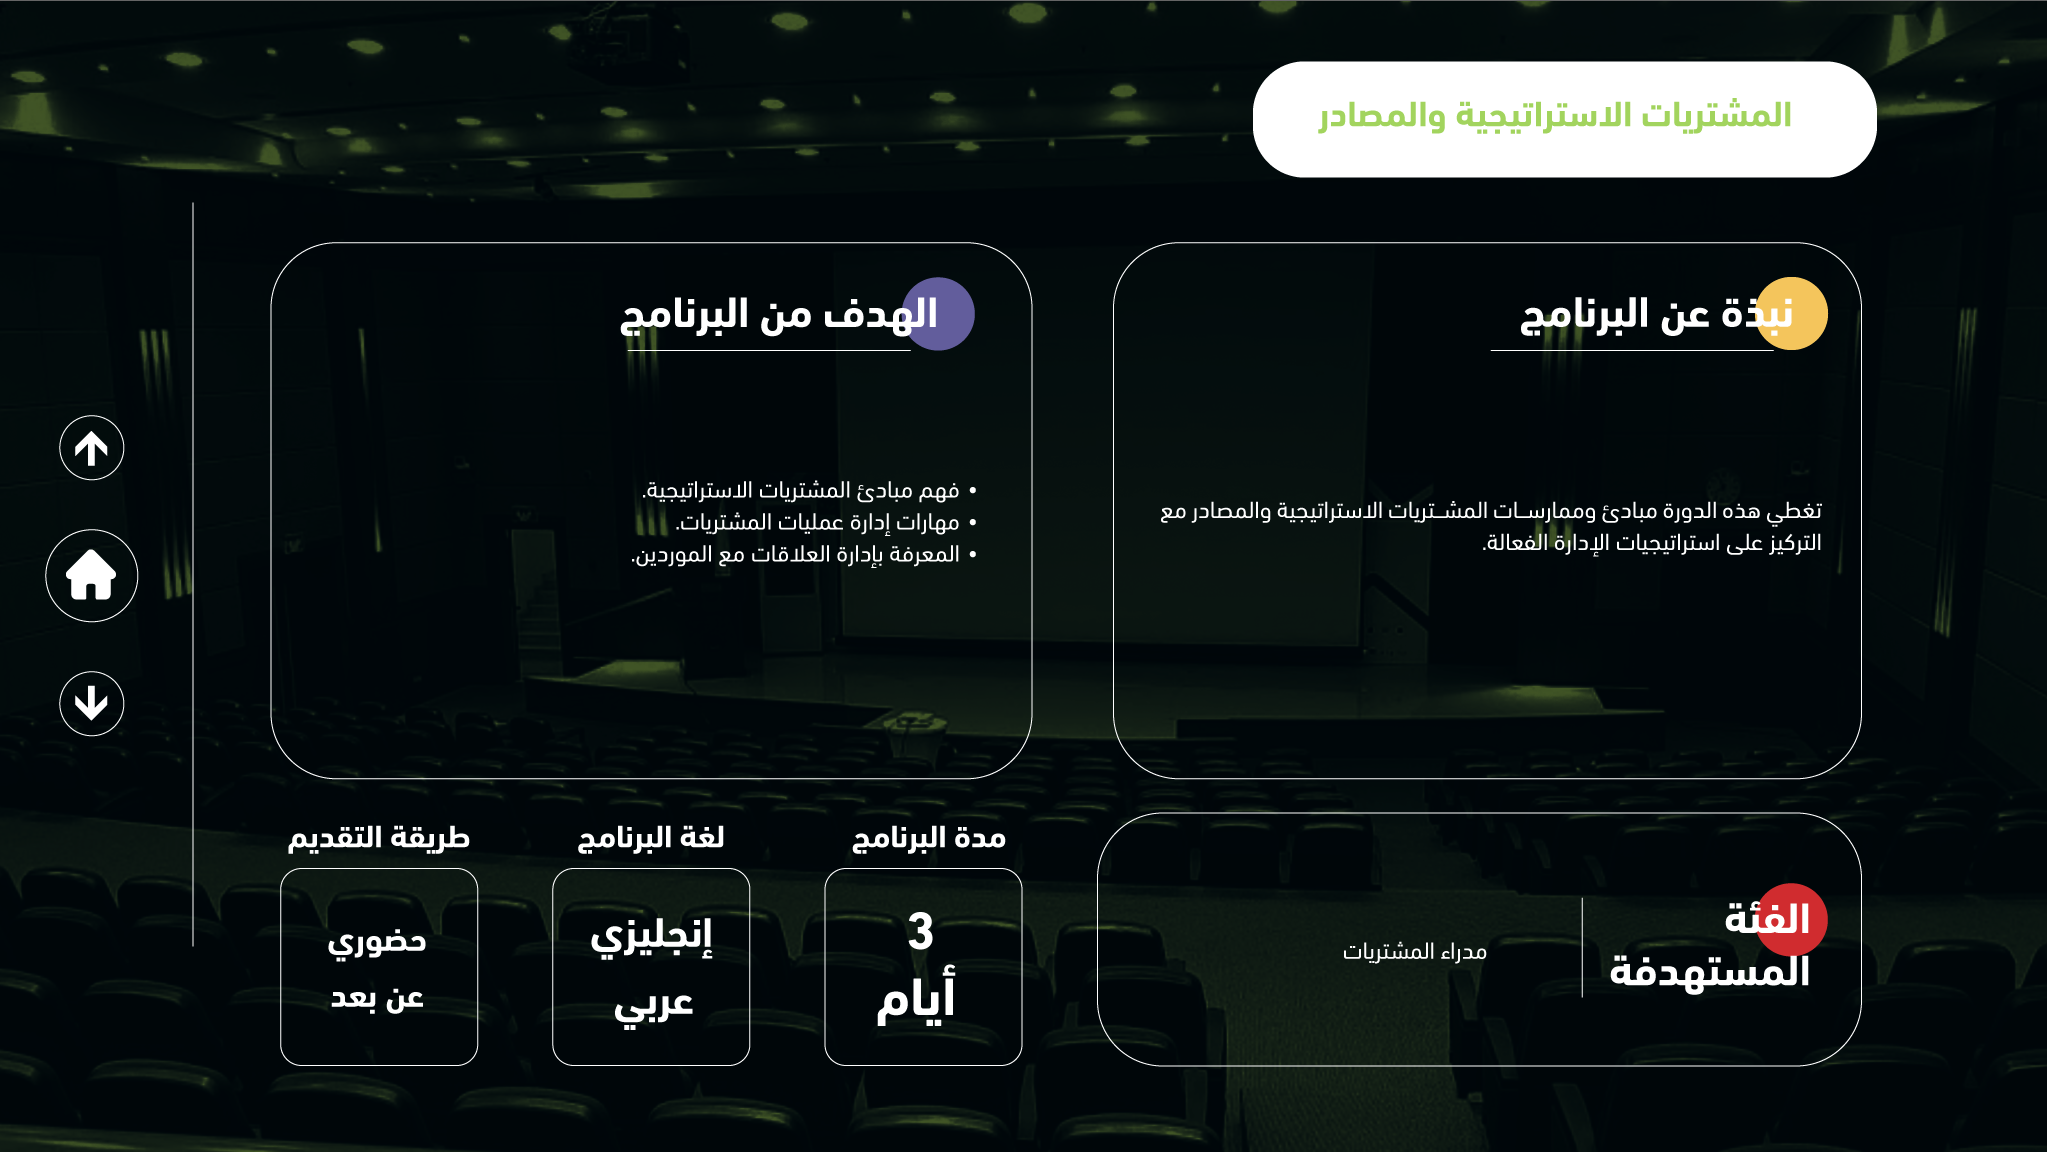 المشتريات الاستراتيجية والمصادر
نبذة عن البرنامج
تغطي هذه الدورة مبادئ وممارسات المشتريات الاستراتيجية والمصادر مع
التركيز على استراتيجيات الإدارة الفعالة.
الهدف من البرنامج
• فهم مبادئ المشتريات الاستراتيجية.
• مهارات إدارة عمليات المشتريات.
• المعرفة بإدارة العلاقات مع الموردين.
الفئة
المستهدفة
مدراء المشتريات
مدة البرنامج
3
أيام
لغة البرنامج
إنجليزي
عربي
طريقة التقديم
حضوري
عن بعد